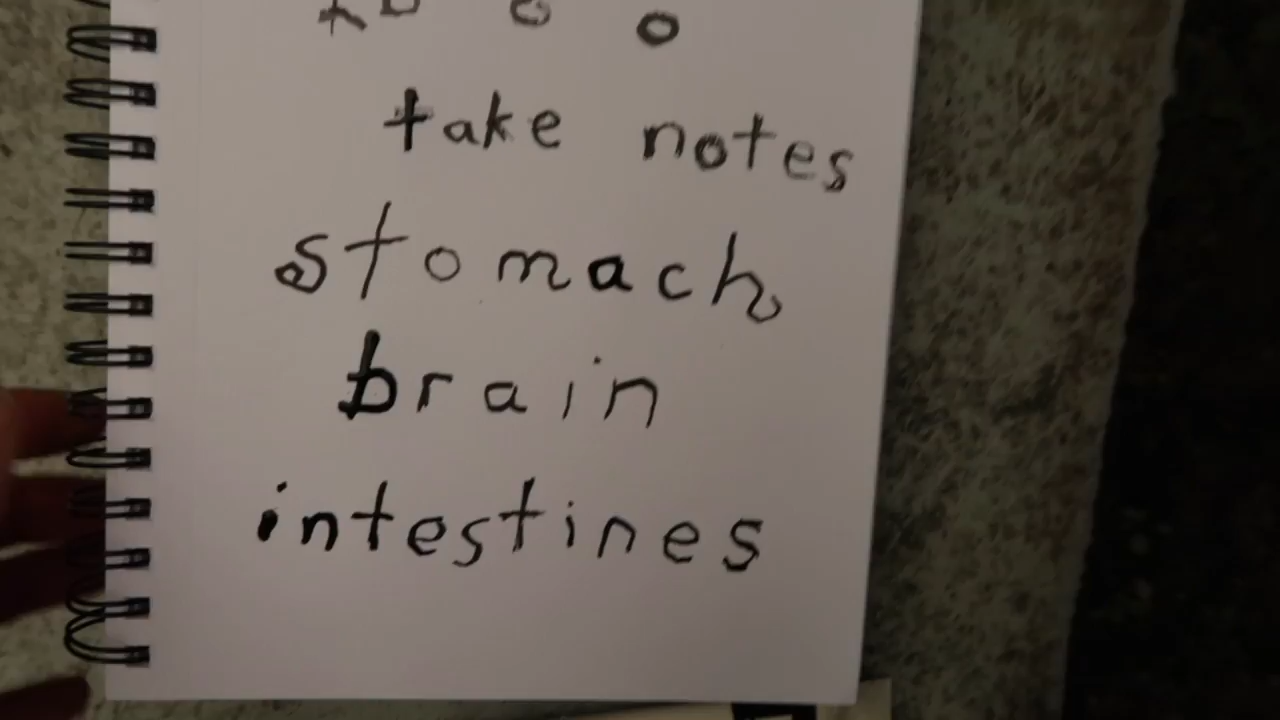 take notes
stomach
brain
intestines